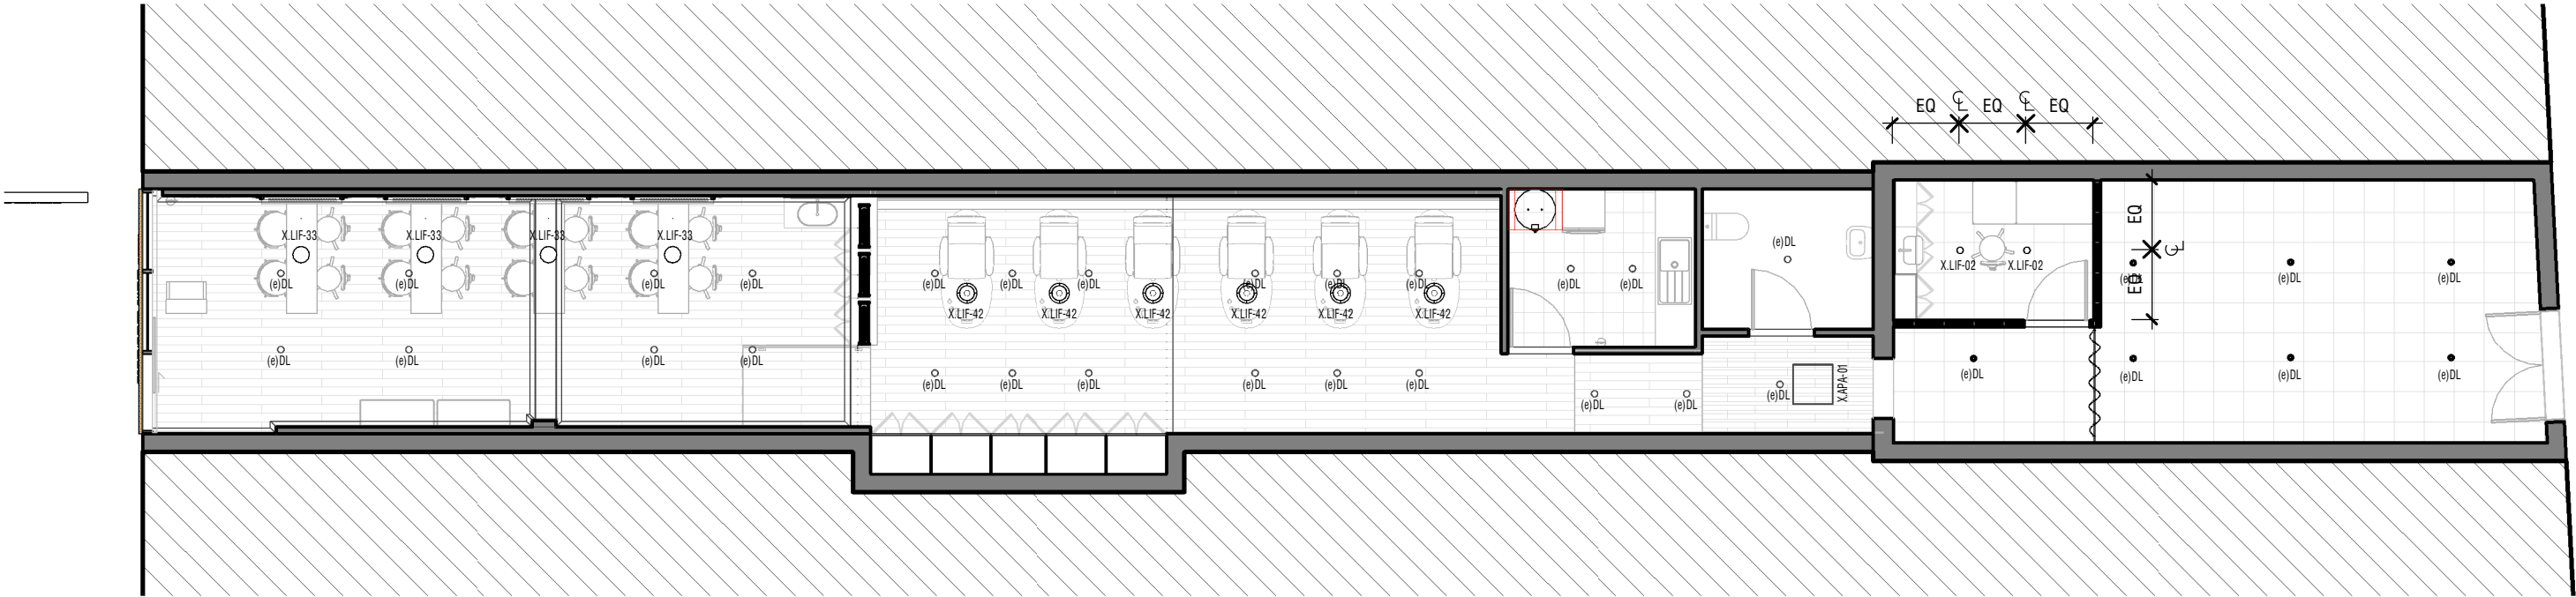 EQ ℄ EQ ℄ EQ
EQ
℄
EQ
X.LIF-33 X.LIF-33 X.LIF-33 X.LIF-33
(e)DL
X.LIF-02 X.LIF-02
(e)DL (e)DL (e)DL (e)DL (e)DL (e)DL (e)DL (e)DL (e)DL (e)DL (e)DL (e)DL (e)DL (e)DL (e)DL
X.LIF-42 X.LIF-42 X.LIF-42 X.LIF-42 X.LIF-42 X.LIF-42
(e)DL (e)DL (e)DL (e)DL (e)DL (e)DL (e)DL (e)DL (e)DL (e)DL (e)DL (e)DL (e)DL (e)DL
X.APA-01
(e)DL (e)DL (e)DL